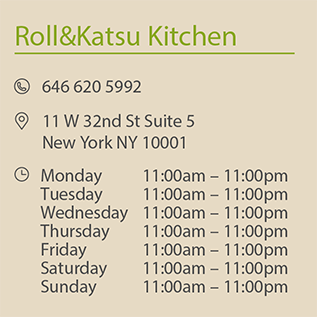 Roll&Katsu Kitchen
646 620 5992
11 W 32nd St Suite 5
New York NY 10001
Monday 11:00am – 11:00pm
Tuesday 11:00am – 11:00pm
Wednesday 11:00am – 11:00pm
Thursday 11:00am – 11:00pm
Friday 11:00am – 11:00pm
Saturday 11:00am – 11:00pm
Sunday 11:00am – 11:00pm